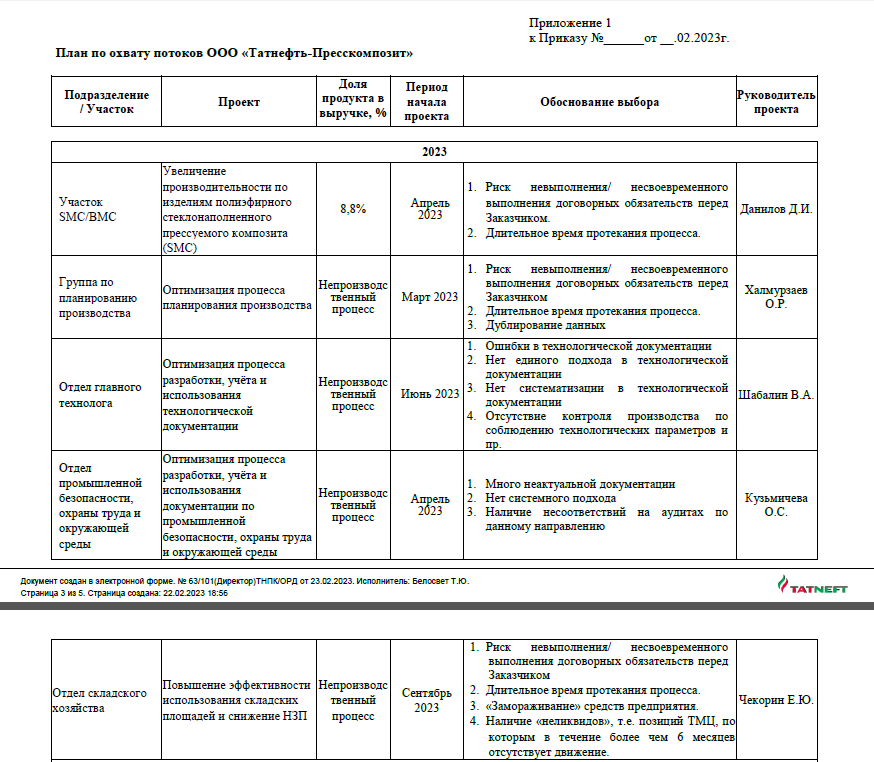 Приложение 1
к Приказу №______от __.02.2023г.
План по охвату потоков ООО «Татнефть-Пресскомпозит»
Подразделение
/ Участок
Проект
Доля
продукта в
выручке, %
Период
начала
проекта
Обоснование выбора
Руководитель
проекта
2023
Участок
SMC/BMC
Увеличение
производительности по
изделиям полиэфирного
стеклонаполненного
прессуемого композита
(SMC)
8,8%
Апрель
2023
1. Риск невыполнения/ несвоевременного
выполнения договорных обязательств перед
Заказчиком.
2. Длительное время протекания процесса.
Данилов Д.И.
Группа по
планированию
производства
Оптимизация процесса
планирования производства
Непроизводс
твенный
процесс
Март 2023
1. Риск невыполнения/ несвоевременного
выполнения договорных обязательств перед
Заказчиком
2. Длительное время протекания процесса.
3. Дублирование данных
Халмурзаев
О.Р.
Отдел главного
технолога
Оптимизация процесса
разработки, учёта и
использования
технологической
документации
Непроизводс
твенный
процесс
Июнь 2023
1. Ошибки в технологической документации
2. Нет единого подхода в технологической
документации
3. Нет систематизации в технологической
документации
4. Отсутствие контроля производства по
соблюдению технологических параметров и
пр.
Шабалин В.А.
Отдел
промышленной
безопасности,
охраны труда и
окружающей
среды
Оптимизация процесса
разработки, учёта и
использования
документации по
промышленной
безопасности, охраны труда
и окружающей среды
Непроизводс
твенный
процесс
Апрель
2023
1. Много неактуальной документации
2. Нет системного подхода
3. Наличие несоответствий на аудитах по
данному направлению
Кузьмичева
О.С.
Документ создан в электронной форме. № 63/101(Директор)ТНПК/ОРД от 23.02.2023. Исполнитель: Белосвет Т.Ю.
Страница 3 из 5. Страница создана: 22.02.2023 18:56
TATNEFT
Отдел складского
хозяйства
Повышение эффективности
использования складских
площадей и снижение НЗП
Непроизводс
твенный
процесс
Сентябрь
2023
1. Риск невыполнения/ несвоевременного
выполнения договорных обязательств перед
Заказчиком
2. Длительное время протекания процесса.
3. «Замораживание» средств предприятия.
4. Наличие «неликвидов», т.е. позиций ТМЦ, по
которым в течение более чем 6 месяцев
отсутствует движение.
Чекорин Е.Ю.